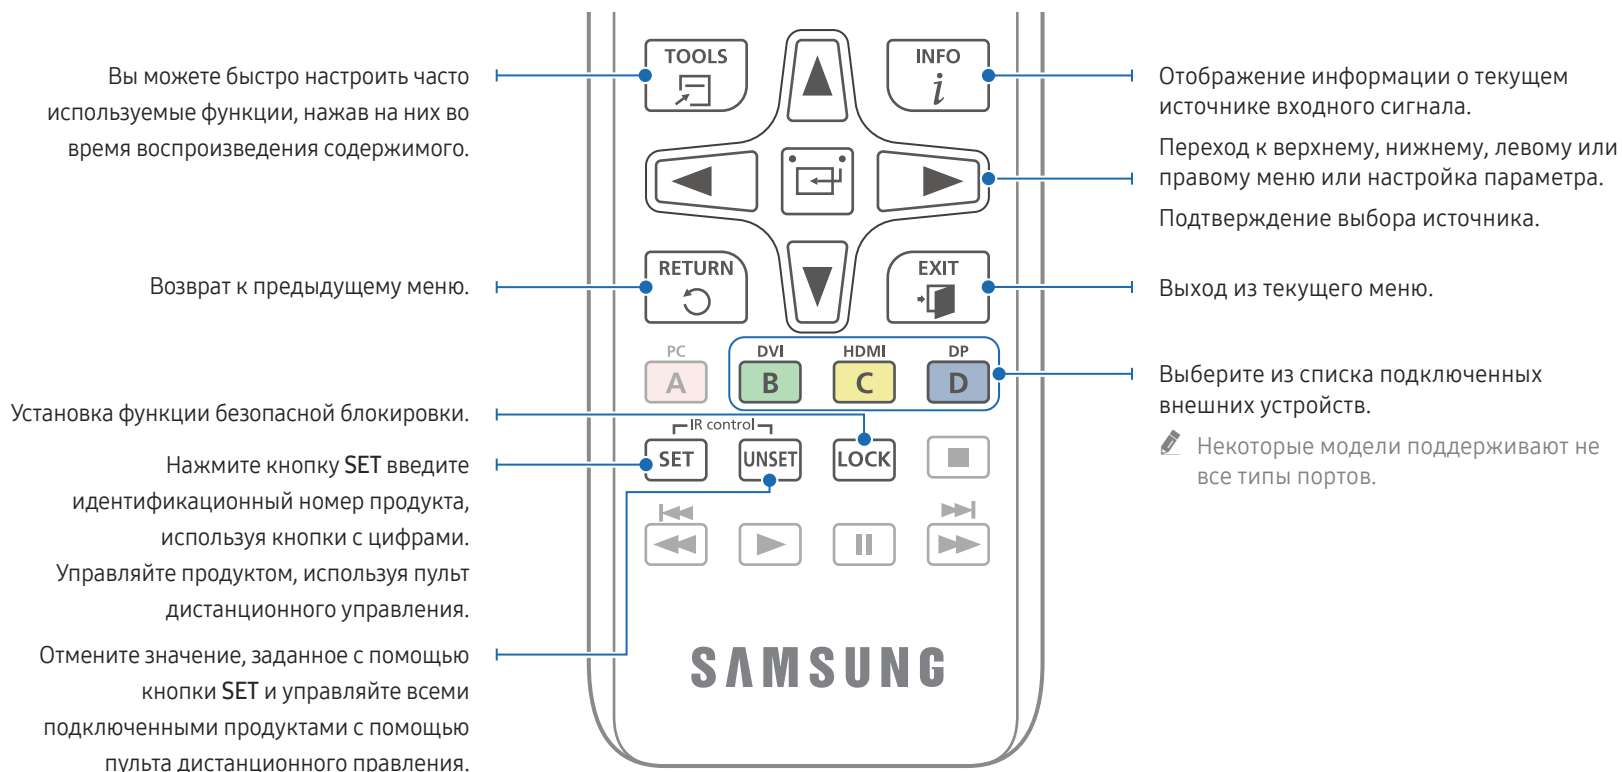 Вы можете быстро настроить часто
используемые функции, нажав на них во
время воспроизведения содержимого.
Возврат к предыдущему меню.
Установка функции безопасной блокировки.
Нажмите кнопку SET введите
идентификационный номер продукта,
используя кнопки с цифрами.
Управляйте продуктом, используя пульт
дистанционного управления.
Отмените значение, заданное с помощью
кнопки SET и управляйте всеми
подключенными продуктами с помощью
пульта дистанционного правления.
TOOLS
INFO
i
RETURN
EXIT
PC
DVI
HDMI
DP
A
B
C
D
IR control
SET
UNSET
LOCK
SAMSUNG
Отображение информации о текущем
источнике входного сигнала.
Переход к верхнему, нижнему, левому или
правому меню или настройка параметра.
Подтверждение выбора источника.
Выход из текущего меню.
Выберите из списка подключенных
внешних устройств.
Некоторые модели поддерживают не
все типы портов.